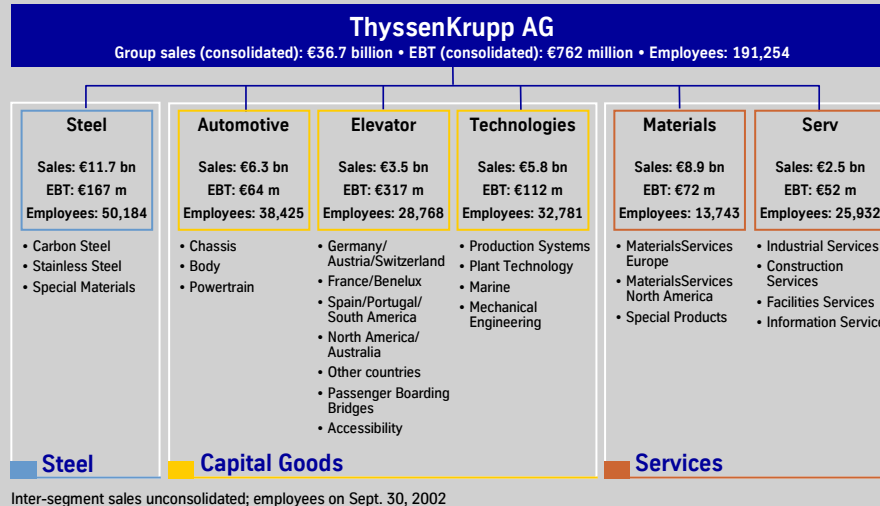 ThyssenKrupp AG
Group sales (consolidated): €36.7 billion • EBT (consolidated): €762 million • Employees: 191,254
Steel
Sales: €11.7 bn
EBT: €167 m
Employees: 50,184
• Carbon Steel
• Stainless Steel
• Special Materials
Automotive
Sales: €6.3 bn
EBT: €64 m
Employees: 38,425
• Chassis
• Body
• Powertrain
Elevator
Sales: €3.5 bn
EBT: €317 m
Employees: 28,768
• Germany/
Austria/Switzerland
• France/Benelux
• Spain/Portugal/
South America
• North America/
Australia
• Other countries
• Passenger Boarding
Bridges
• Accessibility
Technologies
Sales: €5.8 bn
EBT: €112 m
Employees: 32,781
• Production Systems
• Plant Technology
• Marine
• Mechanical
Engineering
Materials
Sales: €8.9 bn
EBT: €72 m
Employees: 13,743
• MaterialsServices
Europe
• MaterialsServices
North America
• Special Products
Serv
Sales: €2.5 bn
EBT: €52 m
Employees: 25,932
• Industrial Services
• Construction
Services
• Facilities Services
• Information Service
Steel
Capital Goods
Services
Inter-segment sales unconsolidated; employees on Sept. 30, 2002